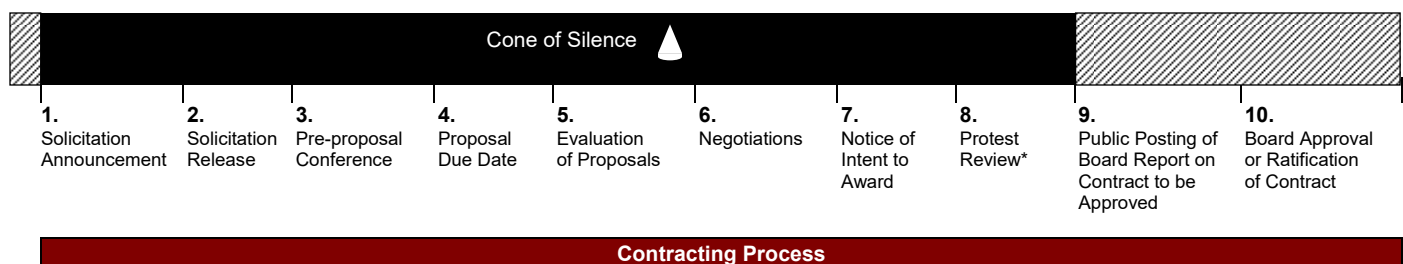 Cone of Silence
1.
Solicitation
Announcement
2.
Solicitation
Release
3.
Pre-proposal
Conference
4.
Proposal
Due Date
5.
Evaluation
of Proposals
6.
Negotiations
7.
Notice of
Intent to
Award
8.
Protest
Review*
9.
Public Posting of
Board Report on
Contract to be
Approved
10.
Board Approval
or Ratification
of Contract
Contracting Process